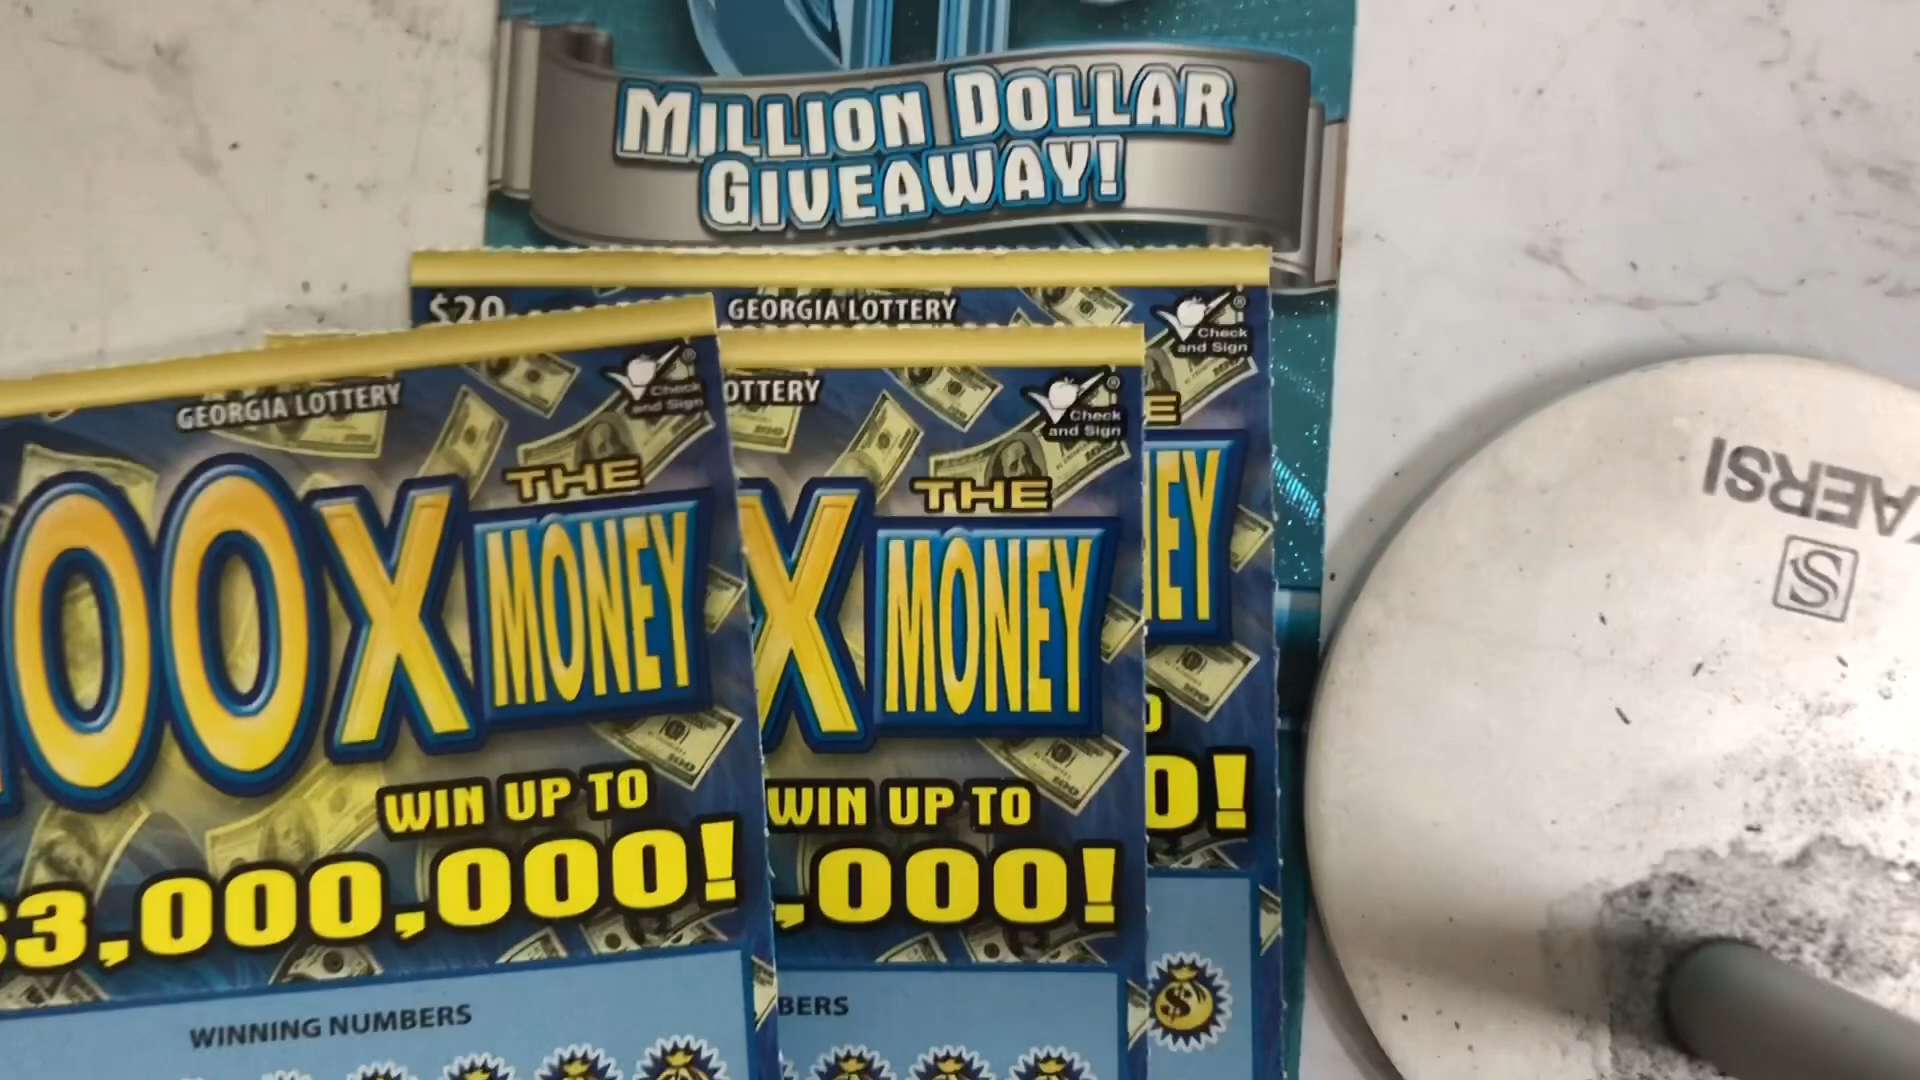 MILLION DOLLAR
GIVEAWAY!
$20
GEORGIA LOTTERY
Check
and Sign
GEORGIA LOTTERY
Check
and Sign
00X
THE
MONEY
WIN UP TO
$3,000,000!
WINNING NUMBERS
OTTERY
Check
and Sign
X
THE
MONEY
WIN UP TO
,000!
BERS
E
EY
0!
AERSI
S